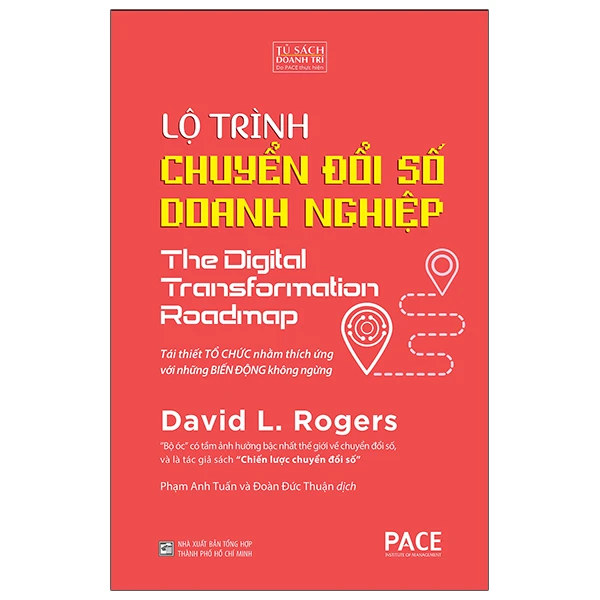 TỦ SÁCH
DOANH TRÍ
Do PACE thực hiện
LỘ TRÌNH
CHUYỂN ĐỔI SỐ
DOANH NGHIỆP
The Digital
Transformation
Roadmap
Tái thiết TỔ CHỨC nhằm thích ứng
với những BIẾN ĐỘNG không ngừng
David L. Rogers
"Bộ óc" có tầm ảnh hưởng bậc nhất thế giới về chuyển đổi số,
và là tác giả sách "Chiến lược chuyển đổi số"
Phạm Anh Tuấn và Đoàn Đức Thuận dịch
NHÀ XUẤT BẢN TỔNG HỢP
THÀNH PHỐ HỒ CHÍ MINH
PACE
INSTITUTE OF MANAGEMENT